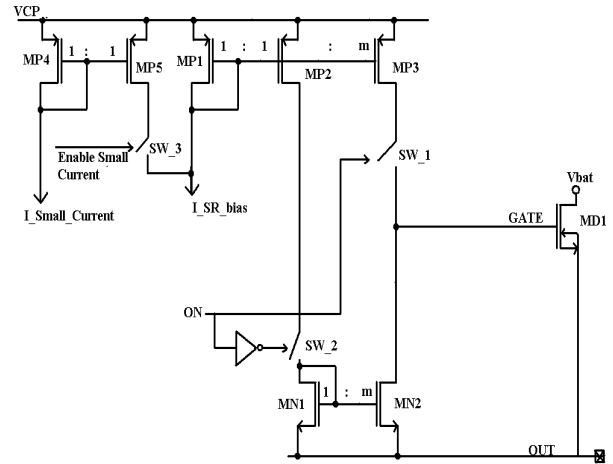 VCP
MP4 1 : 1 MP5 MP1 1 : 1 MP2 m MP3
:
SW_3
Enable Small
Current
SW_1
I_Small_Current
I_SR_bias
Vbat
GATE
MD1
ON
SW_2
MN1 1 : m MN2
OUT